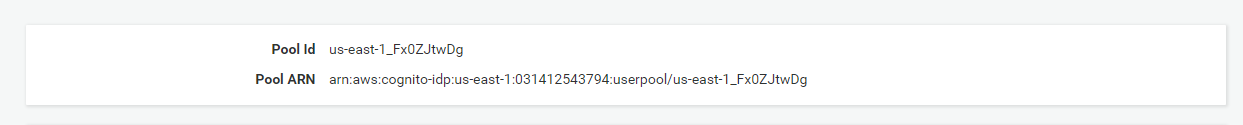 Pool Id us-east-1_Fx0ZJtwDg
Pool ARN arn:aws:cognito-idp:us-east-1:031412543794:userpool/us-east-1_Fx0ZJtwDg